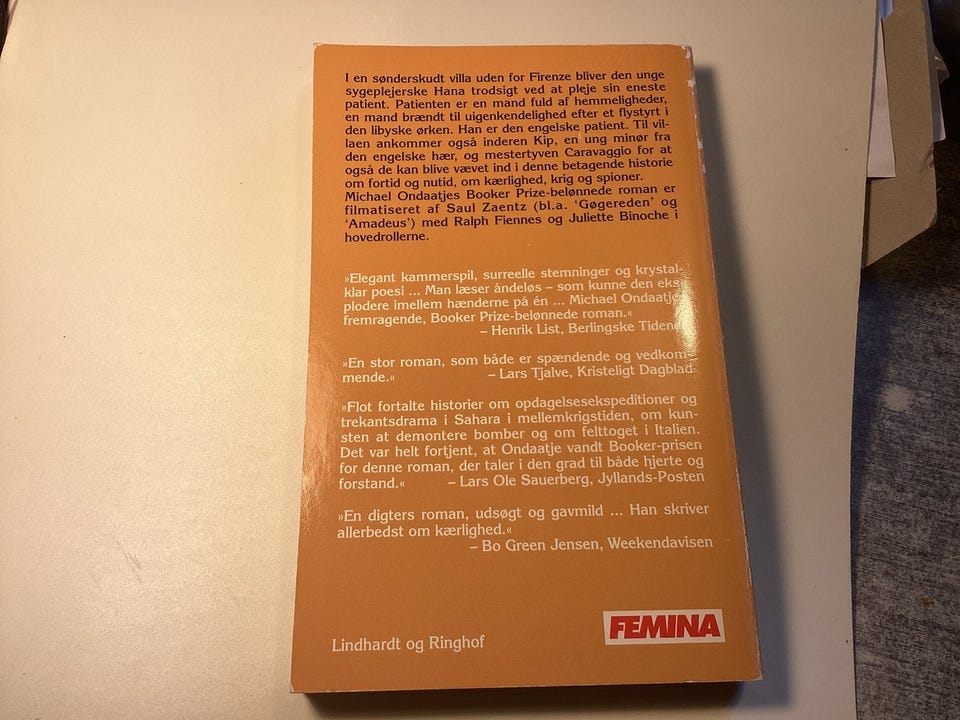 I en sønderskudt villa uden for Firenze bliver den unge
sygeplejerske Hana trodsigt ved at pleje sin eneste
patient. Patienten er en mand fuld af hemmeligheder,
en mand brændt til uigenkendelighed efter et flystyrt i
den libyske ørken. Han er den engelske patient. Til vil-
laen ankommer også inderen Kip, en ung minør fra
den engelske hær, og mestertyven Caravaggio for at
også de kan blive vævet ind i denne betagende historie
om fortid og nutid, om kærlighed, krig og spioner.
Michael Ondaatjes Booker Prize-belønnede roman er
filmatiseret af Saul Zaentz (bl.a. ‘Gøgereden’ og
‘Amadeus’) med Ralph Fiennes og Juliette Binoche i
hovedrollerne.
»Elegant kammerspil, surreelle stemninger og krystal-
klar poesi ... Man læser åndeløs – som kunne den eks-
plodere imellem hænderne på én ... Michael Ondaatjes
fremragende, Booker Prize-belønnede roman.«
– Henrik List, Berlingske Tidende
»En stor roman, som både er spændende og vedkom-
mende.« – Lars Tjalve, Kristeligt Dagblad
»Flot fortalte historier om opdagelsesekspeditioner og
trekantsdrama i Sahara i mellemkrigstiden, om kun-
sten at demontere bomber og om felttoget i Italien.
Det var helt fortjent, at Ondaatje vandt Booker-prisen
for denne roman, der taler i den grad til både hjerte og
forstand.« – Lars Ole Sauerberg, Jyllands-Posten
»En digters roman, udsøgt og gavmild ... Han skriver
allerbedst om kærlighed.«
– Bo Green Jensen, Weekendavisen
Lindhardt og Ringhof
FEMINA